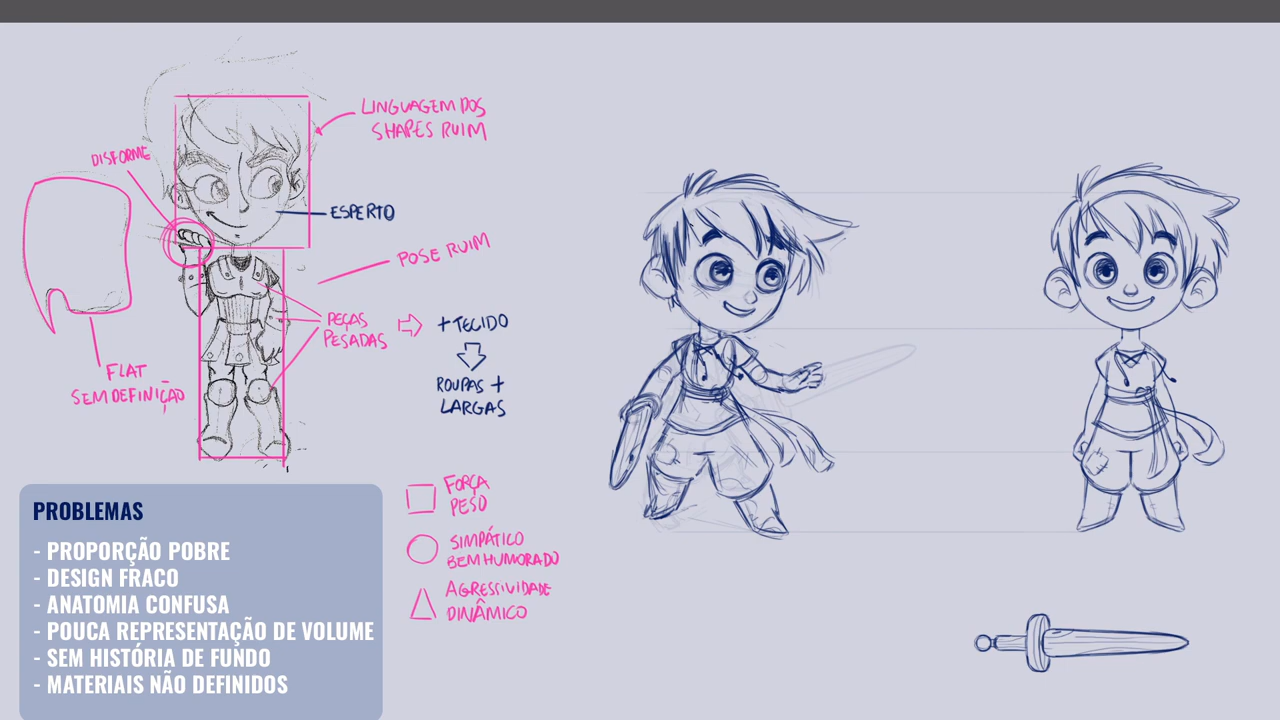 LINGUAGEM DOS
SHAPES RUIM
DISFORME
ESPERTO
POSE RUIM
PEÇAS
PESADAS
+ TECIDO
ROUPAS +
LARGAS
FLAT
SEM DEFINIÇÃO
FORÇA
PESO
SIMPÁTICO
BEM HUMORADO
AGRESSIVIDADE
DINÂMICO
PROBLEMAS
- PROPORÇÃO POBRE
- DESIGN FRACO
- ANATOMIA CONFUSA
- POUCA REPRESENTAÇÃO DE VOLUME
- SEM HISTÓRIA DE FUNDO
- MATERIAIS NÃO DEFINIDOS